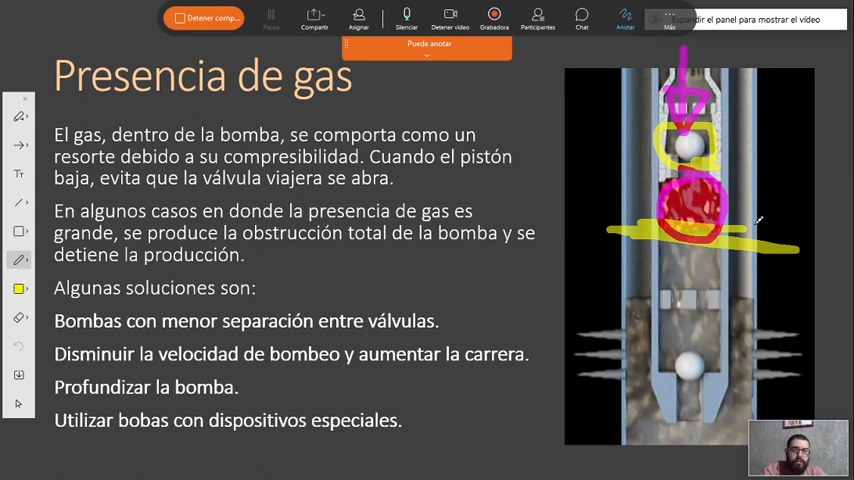 Detener comp...
Pausa
Compartir
Asignar
Silenciar
Detener video
Grabadora
Participantes
Chat
Anotar
Más
Expandir el panel para mostrar el vídeo
Puede anotar
Presencia de gas
El gas, dentro de la bomba, se comporta como un
resorte debido a su compresibilidad. Cuando el pistón
baja, evita que la válvula viajera se abra.
En algunos casos en donde la presencia de gas es
grande, se produce la obstrucción total de la bomba y se
detiene la producción.
Algunas soluciones son:
Bombas con menor separación entre válvulas.
Disminuir la velocidad de bombeo y aumentar la carrera.
Profundizar la bomba.
Utilizar bobas con dispositivos especiales.